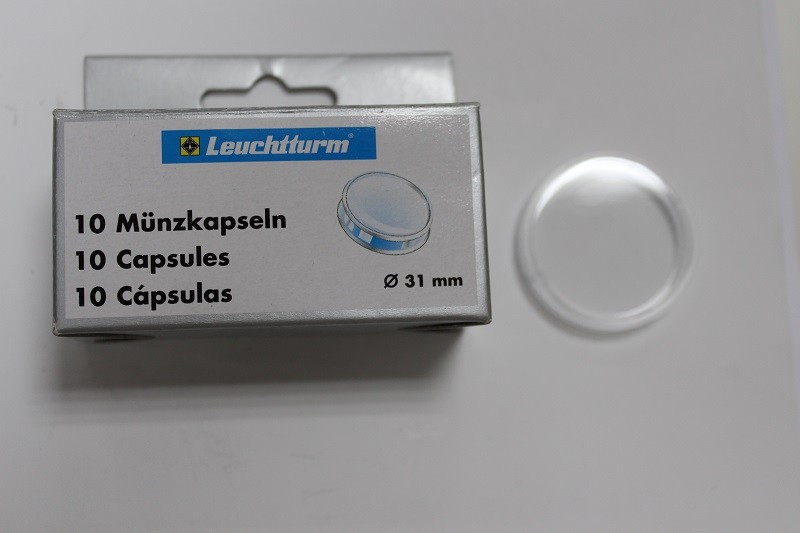 Leuchtturm®
10 Münzkapseln
10 Capsules
10 Cápsulas
Ø 31 mm